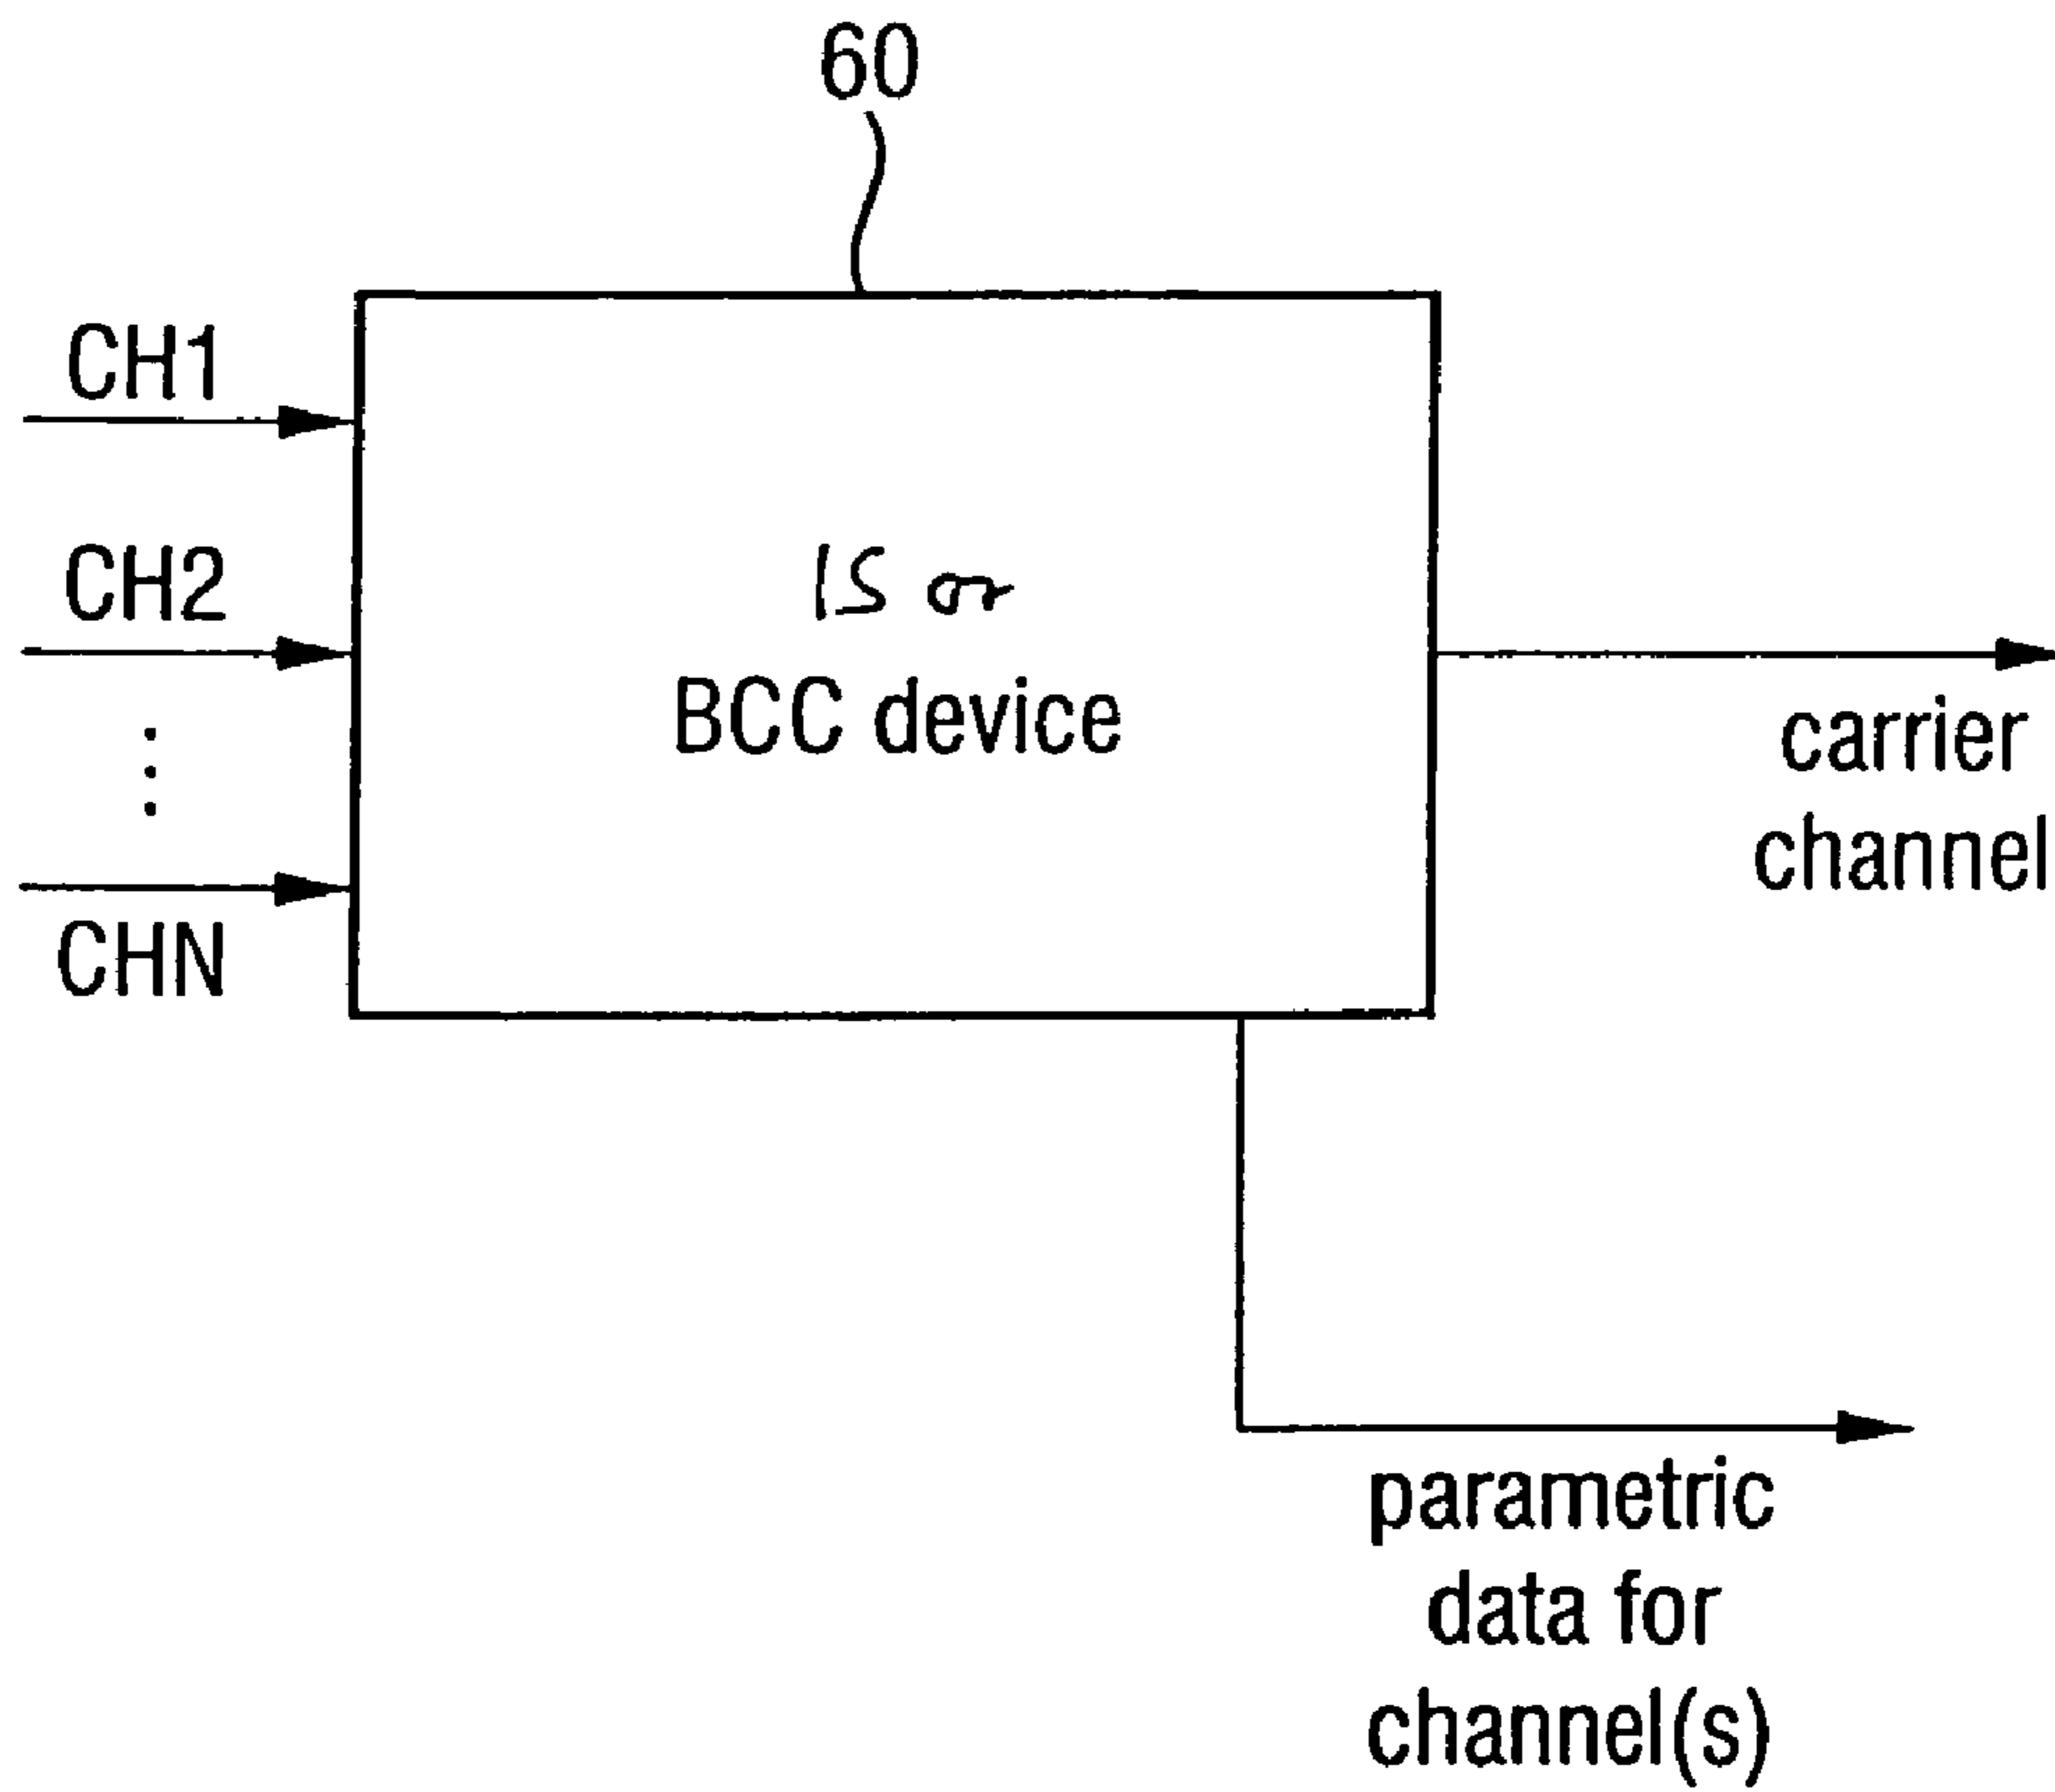 60
CH1
CH2
CHN
IS or
BCC device
carrier
channel
parametric
data for
channel(s)